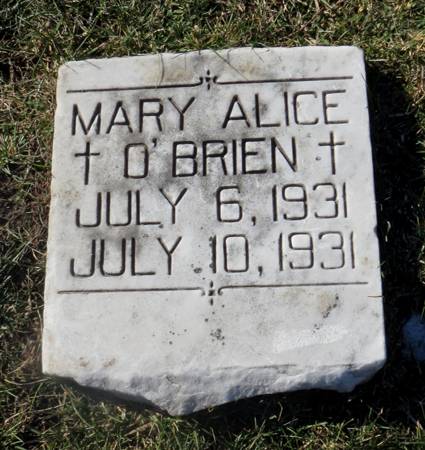 MARY ALICE
† O'BRIEN †
JULY 6, 1931
JULY 10, 1931